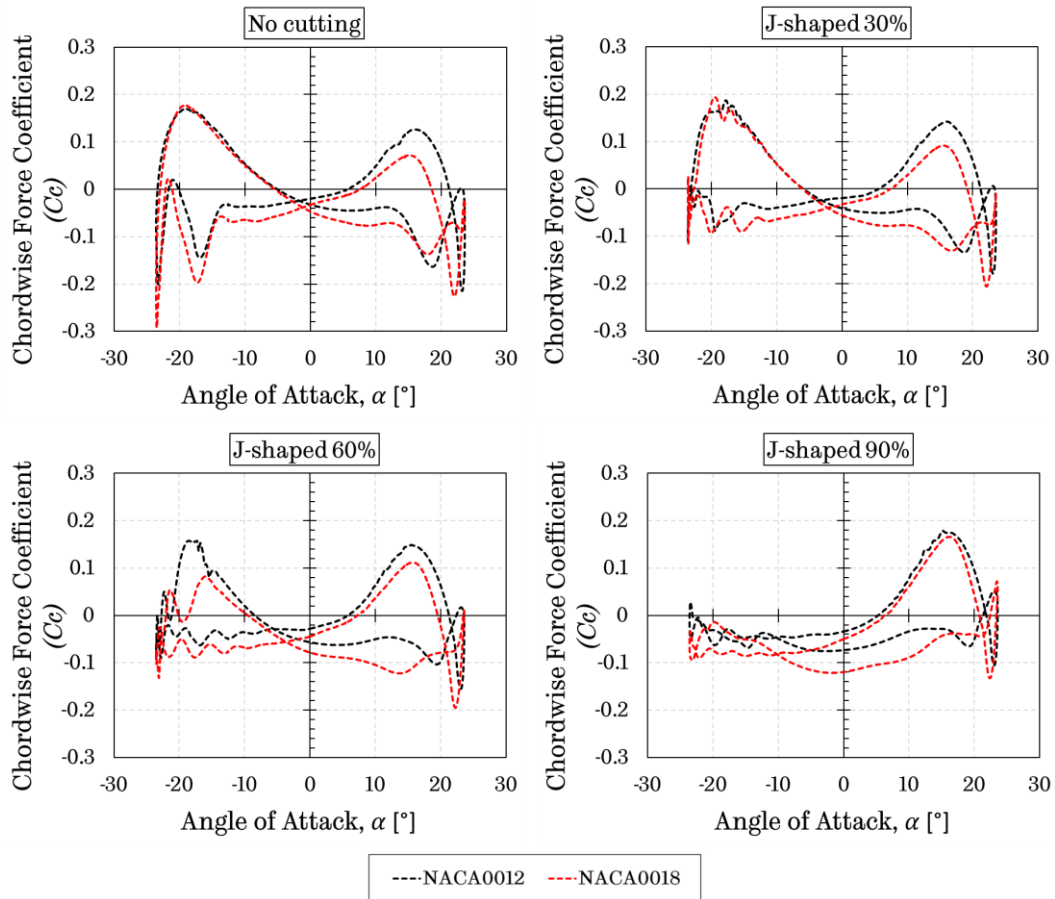 No cutting
Chordwise Force Coefficient
(Cc)
0.3
0.2
0.1
0
-0.1
-0.2
-0.3
-30 -20 -10 0 10 20 30
Angle of Attack, α [°]
J-shaped 30%
Chordwise Force Coefficient
(Cc)
0.3
0.2
0.1
0
-0.1
-0.2
-0.3
-30 -20 -10 0 10 20 30
Angle of Attack, α [°]
J-shaped 60%
Chordwise Force Coefficient
(Cc)
0.3
0.2
0.1
0
-0.1
-0.2
-0.3
-30 -20 -10 0 10 20 30
Angle of Attack, α [°]
J-shaped 90%
Chordwise Force Coefficient
(Cc)
0.3
0.2
0.1
0
-0.1
-0.2
-0.3
-30 -20 -10 0 10 20 30
Angle of Attack, α [°]
NACA0012 NACA0018